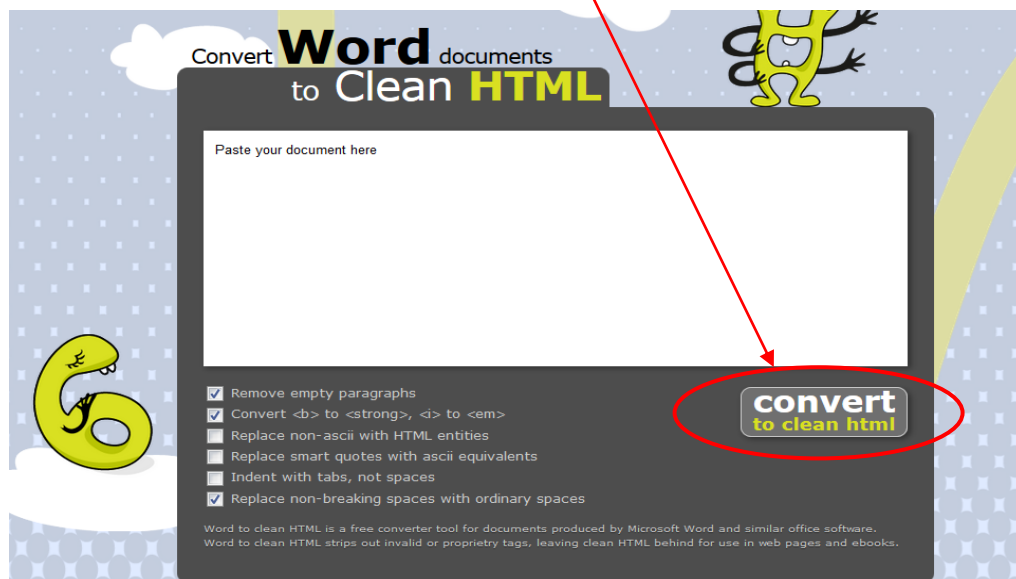 Convert Word documents
to Clean HTML
Paste your document here
Remove empty paragraphs
Convert <b> to <strong>, <i> to <em>
Replace non-ascii with HTML entities
Replace smart quotes with ascii equivalents
Indent with tabs, not spaces
Replace non-breaking spaces with ordinary spaces
convert
to clean html
Word to clean HTML is a free converter tool for documents produced by Microsoft Word and similar office software.
Word to clean HTML strips out invalid or proprietry tags, leaving clean HTML behind for use in web pages and ebooks.